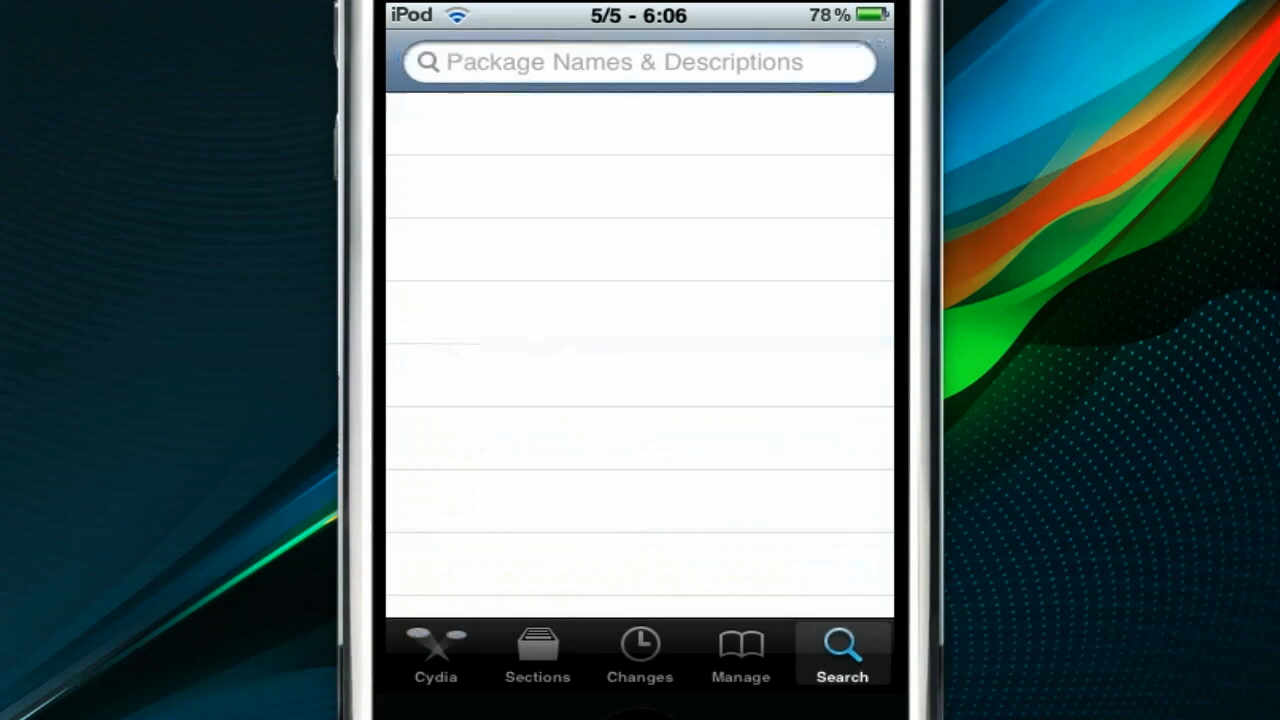 iPod 5/5 - 6:06 78%
Package Names & Descriptions
Cydia Sections Changes Manage Search